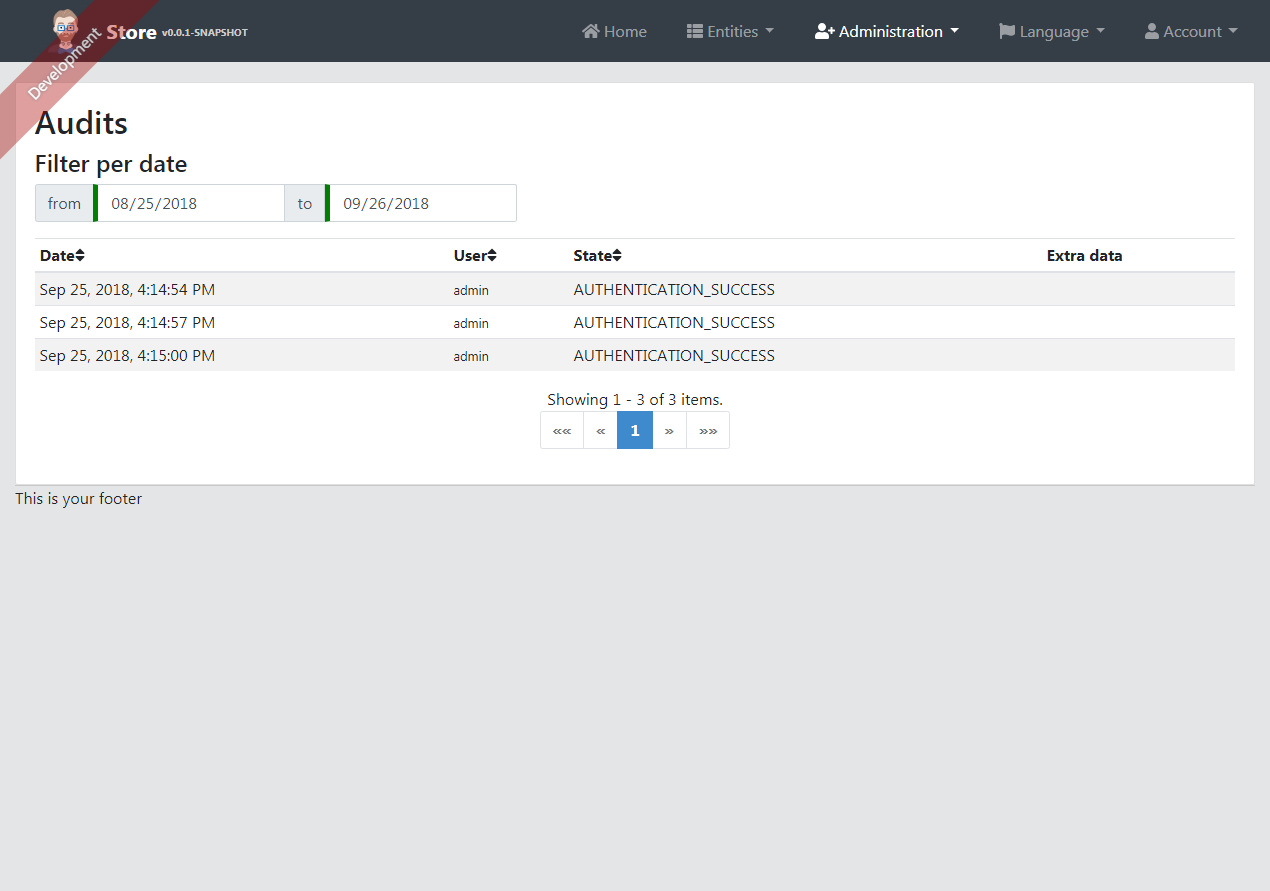 Development
Store v0.0.1-SNAPSHOT Home Entities Administration Language Account
Audits
Filter per date
from 08/25/2018 to 09/26/2018
Date User State Extra data
Sep 25, 2018, 4:14:54 PM admin AUTHENTICATION_SUCCESS
Sep 25, 2018, 4:14:57 PM admin AUTHENTICATION_SUCCESS
Sep 25, 2018, 4:15:00 PM admin AUTHENTICATION_SUCCESS
Showing 1 - 3 of 3 items.
«« « 1 » »»
This is your footer